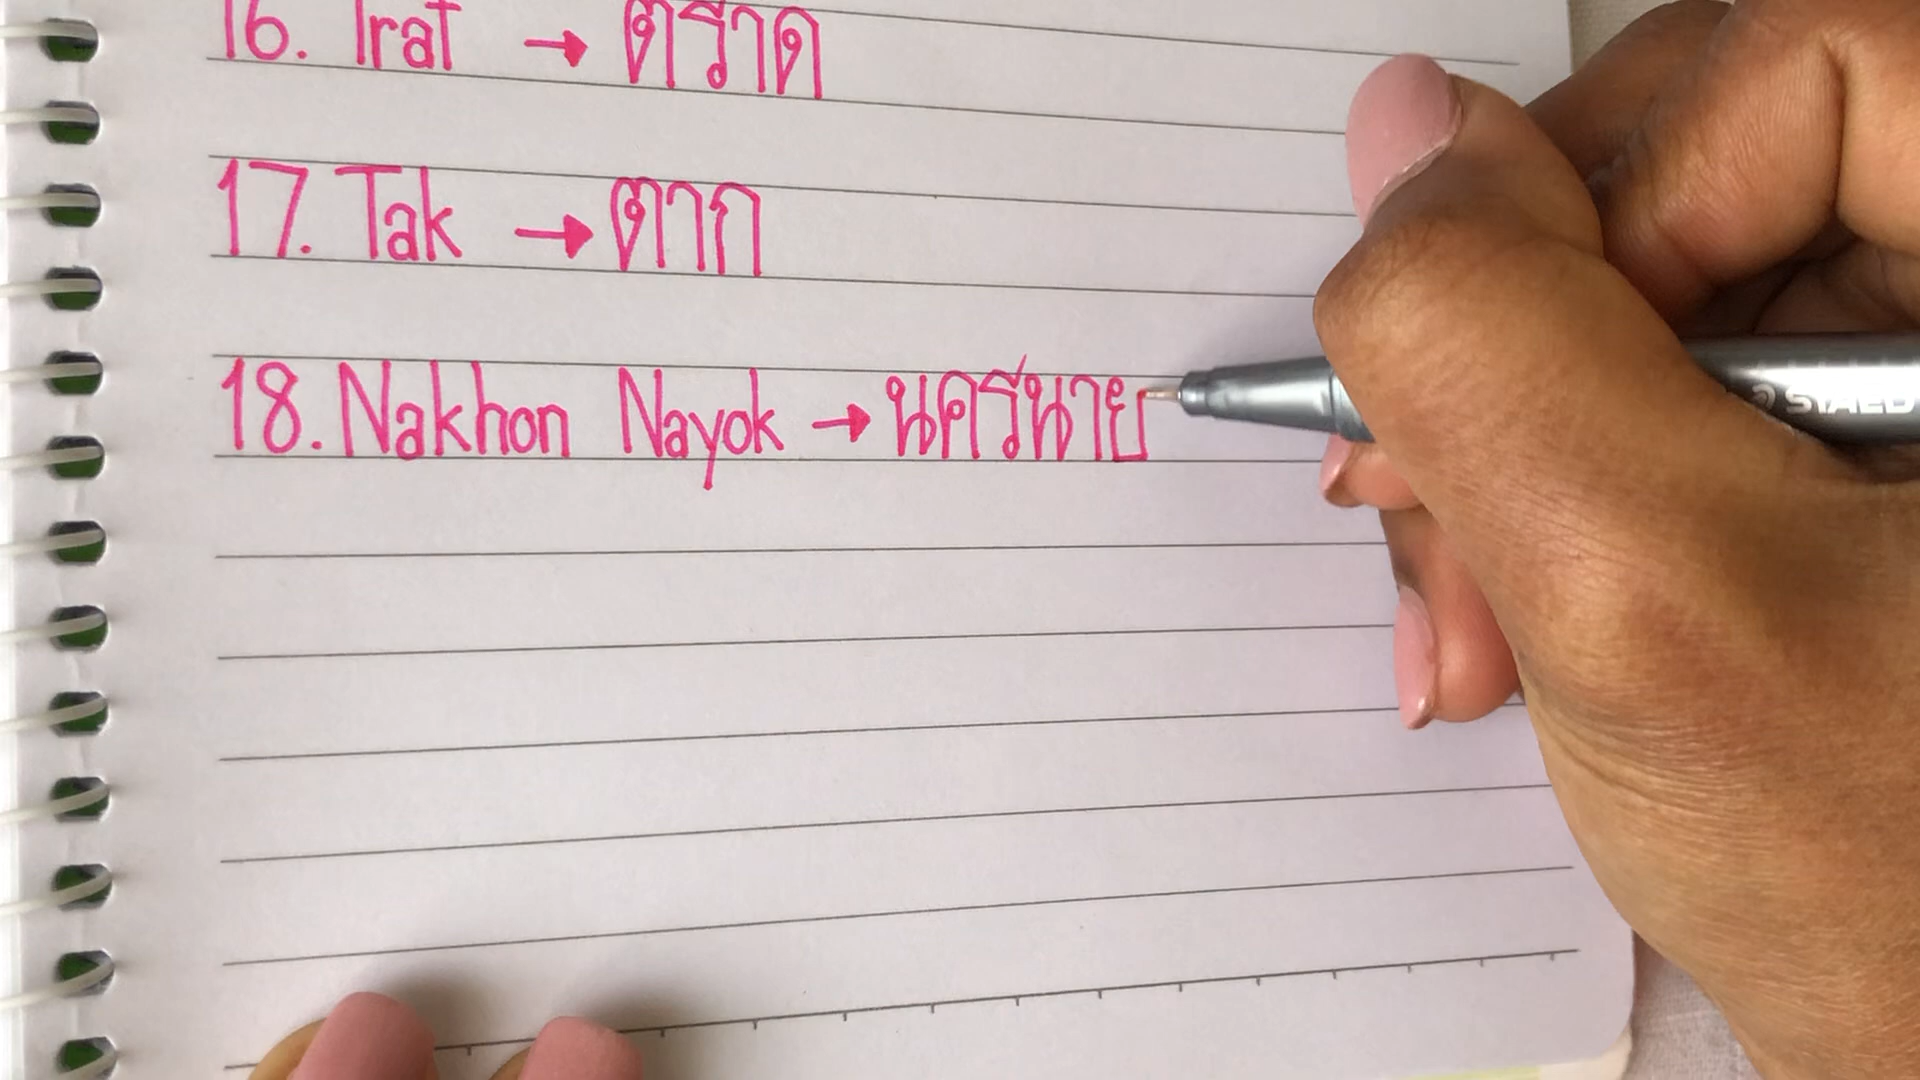 16. Trat → ตราด
17. Tak → ตาก
18. Nakhon Nayok → นครีนาย
STAED